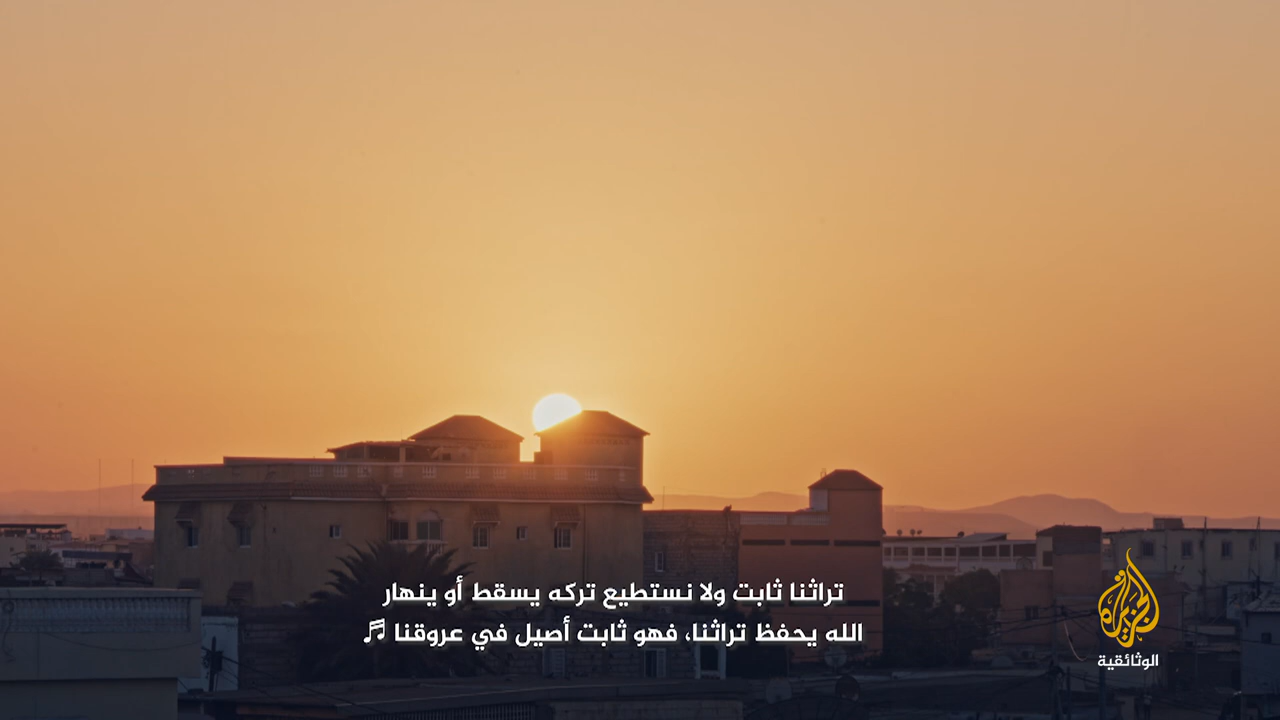 تراثنا ثابت ولا نستطيع تركه يسقط أو ينهار
الله يحفظ تراثنا، فهو ثابت أصيل في عروقنا ♫
الجزيرة
الوثائقية